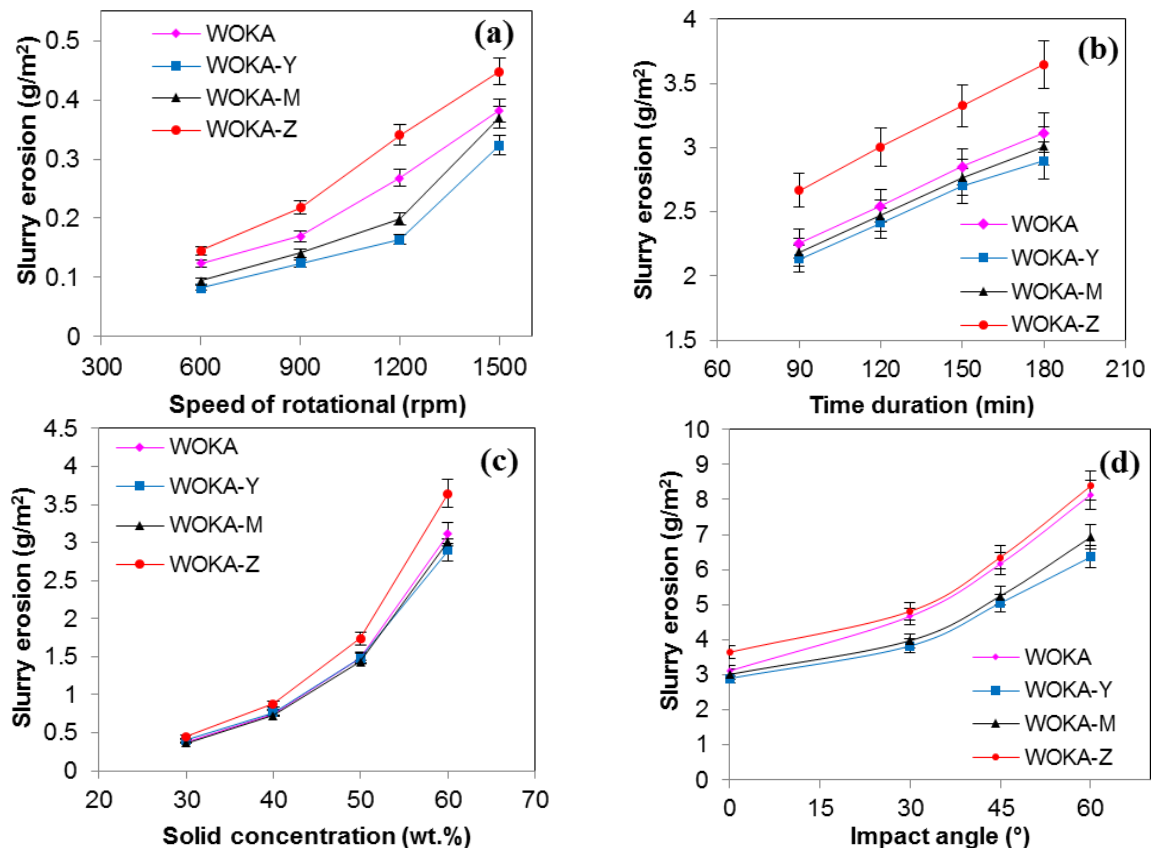 Slurry erosion (g/m²)
0.5
0.4
0.3
0.2
0.1
0
WOKA
WOKA-Y
WOKA-M
WOKA-Z
(a)
300 600 900 1200 1500
Speed of rotational (rpm)
Slurry erosion (g/m²)
4
3.5
3
2.5
2
1.5
(b)
WOKA
WOKA-Y
WOKA-M
WOKA-Z
60 90 120 150 180 210
Time duration (min)
Slurry erosion (g/m²)
4.5
4
3.5
3
2.5
2
1.5
1
0.5
0
WOKA
WOKA-Y
WOKA-M
WOKA-Z
(c)
20 30 40 50 60 70
Solid concentration (wt.%)
Slurry erosion (g/m²)
10
9
8
7
6
5
4
3
2
1
0
(d)
WOKA
WOKA-Y
WOKA-M
WOKA-Z
0 15 30 45 60
Impact angle (°)